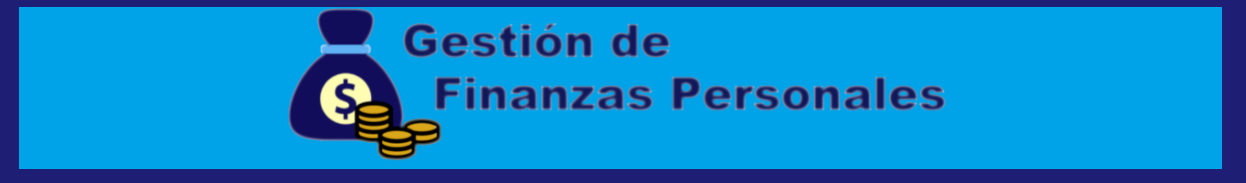 Gestión de
Finanzas Personales
$